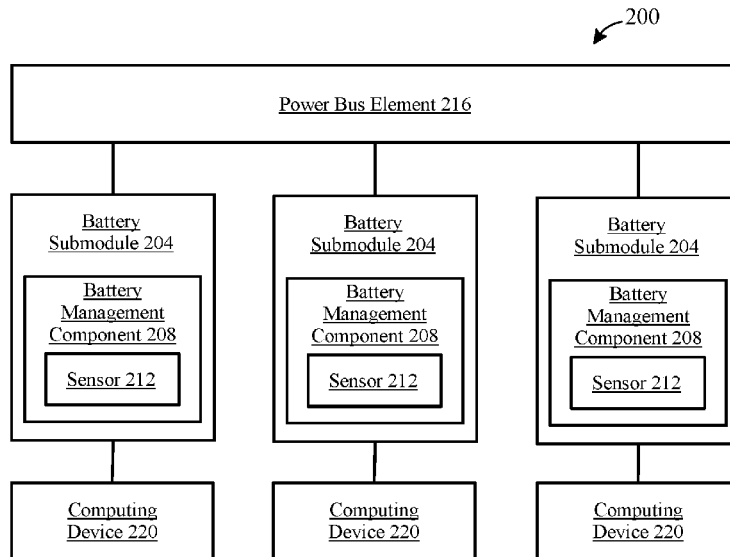 200
Power Bus Element 216
Battery
Submodule 204
Battery
Management
Component 208
Sensor 212
Computing
Device 220
Battery
Submodule 204
Battery
Management
Component 208
Sensor 212
Computing
Device 220
Battery
Submodule 204
Battery
Management
Component 208
Sensor 212
Computing
Device 220